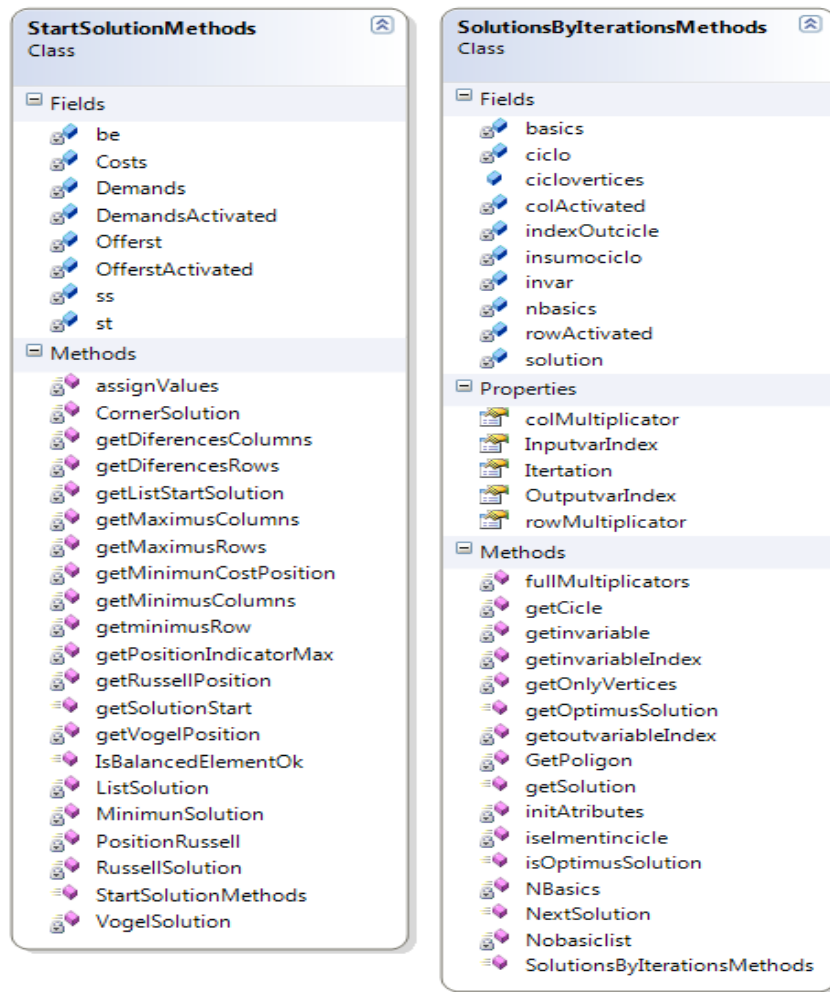 StartSolutionMethods
Class
Fields
be
Costs
Demands
DemandsActivated
Offerst
OfferstActivated
ss
st
Methods
assignValues
CornerSolution
getDiferencesColumns
getDiferencesRows
getListStartSolution
getMaximusColumns
getMaximusRows
getMinimunCostPosition
getMinimusColumns
getminimusRow
getPositionIndicatorMax
getRussellPosition
getSolutionStart
getVogelPosition
IsBalancedElementOk
ListSolution
MinimunSolution
PositionRussell
RussellSolution
StartSolutionMethods
VogelSolution
SolutionsByIterationsMethods
Class
Fields
basics
ciclo
ciclovertices
colActivated
indexOutcicle
insumociclo
invar
nbasics
rowActivated
solution
Properties
colMultiplicator
InputvarIndex
Itertation
OutputvarIndex
rowMultiplicator
Methods
fullMultiplicators
getCicle
getinvariable
getinvariableIndex
getOnlyVertices
getOptimusSolution
getoutvariableIndex
GetPoligon
getSolution
initAtributes
iselmentincicle
isOptimusSolution
NBasics
NextSolution
Nobasiclist
SolutionsByIterationsMethods